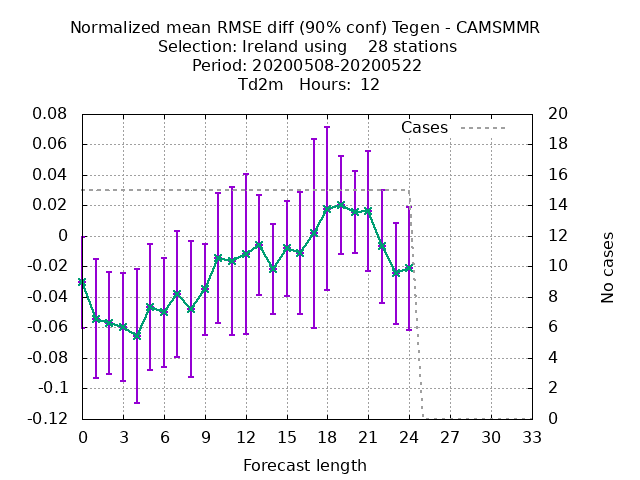 Normalized mean RMSE diff (90% conf) Tegen - CAMSMMR
Selection: Ireland using    28 stations
Period: 20200508-20200522
Td2m   Hours:  12
Cases
0.08
0.06
0.04
0.02
0
-0.02
-0.04
-0.06
-0.08
-0.1
-0.12
20
18
16
14
12
10
8
6
4
2
0
No cases
0 3 6 9 12 15 18 21 24 27 30 33
Forecast length